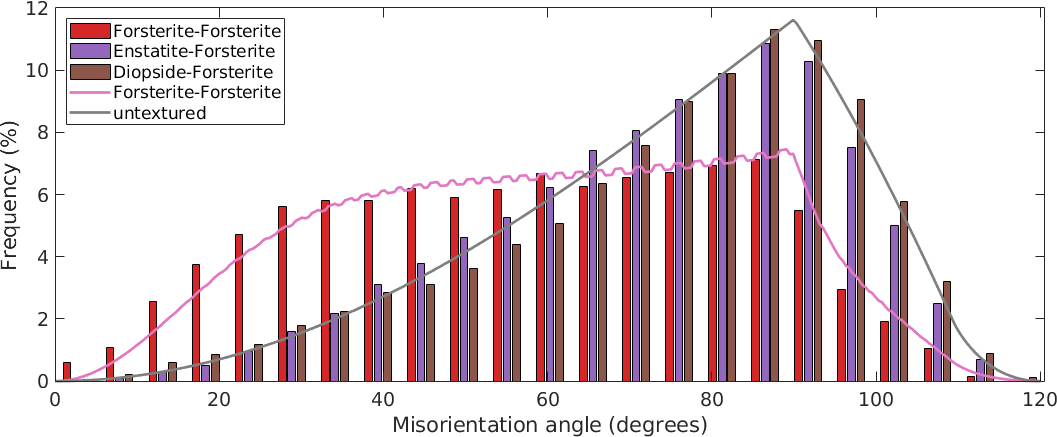 Forsterite-Forsterite
Enstatite-Forsterite
Diopside-Forsterite
Forsterite-Forsterite
untextured
Frequency (%)
12
10
8
6
4
2
0
0 20 40 60 80 100 120
Misorientation angle (degrees)